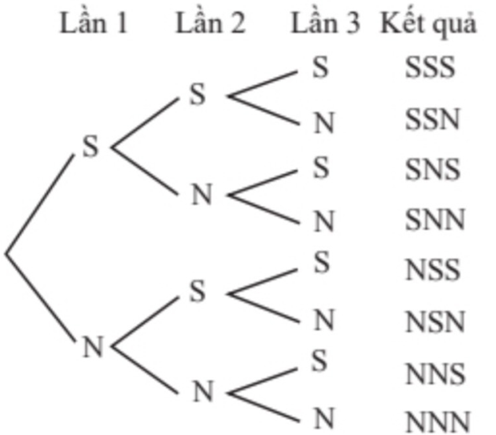 Lần 1 Lần 2 Lần 3 Kết quả
S SSS
S
N SSN
S
S SNS
N
N SNN
S NSS
S
N NSN
N
S NNS
N
N NNN